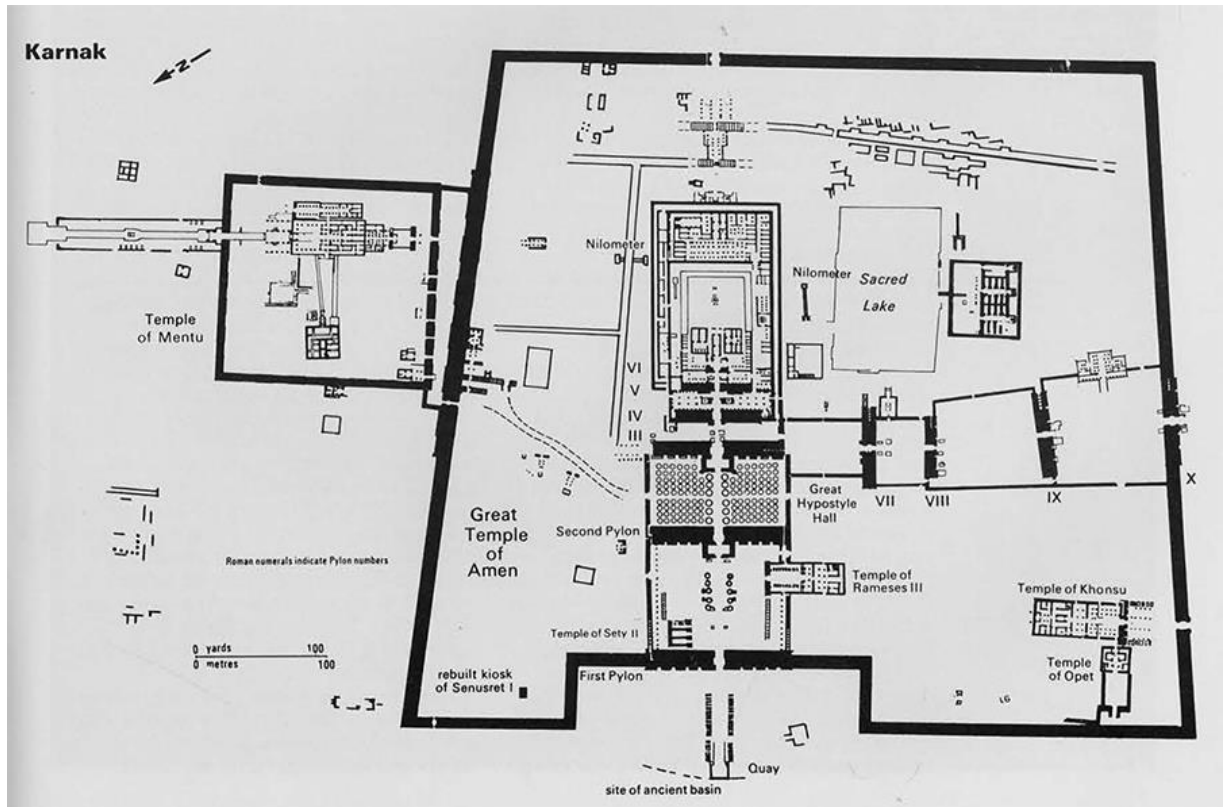 Karnak
N
Nilometer
Nilometer
Sacred
Lake
Temple
of Mentu
VI
V
IV
III
Great
Hypostyle
Hall
VII
VIII
IX
X
Great
Temple
of
Amen
Second Pylon
Roman numerals indicate Pylon numbers
Temple of
Rameses III
Temple of Khonsu
Temple of Sety II
0 yards 100
0 metres 100
rebuilt kiosk
of Senusret I
First Pylon
Temple
of Opet
Quay
site of ancient basin